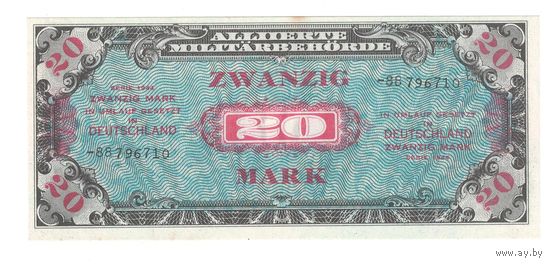 20
ALLIIERTE
MILITÄRBEHÖRDE
20
ZWANZIG
SERIE 1944
ZWANZIG MARK
IN UMLAUF GESETZT
IN
DEUTSCHLAND
-88796710
20
-88796710
IN UMLAUF GESETZT
IN
DEUTSCHLAND
ZWANZIG MARK
SERIE 1944
MARK
20
20
www.ay.by